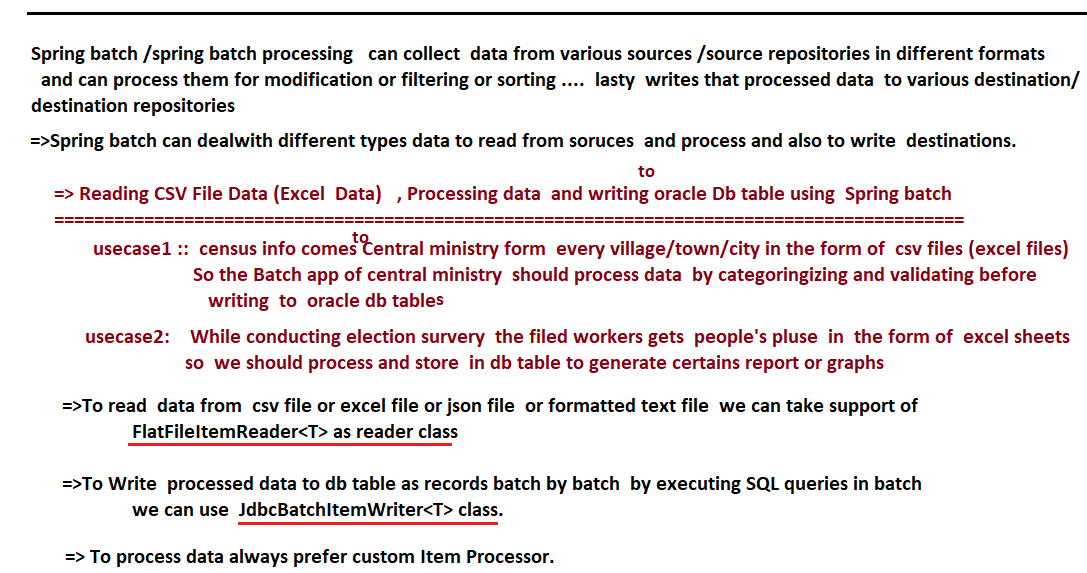 Spring batch /spring batch processing can collect data from various sources /source repositories in different formats
and can process them for modification or filtering or sorting .... lasty writes that processed data to various destination/
destination repositories
=>Spring batch can dealwith different types data to read from soruces and process and also to write destinations.
to
=> Reading CSV File Data (Excel Data) , Processing data and writing oracle Db table using Spring batch
==========================================================================================
to
usecase1 :: census info comes Central ministry form every village/town/city in the form of csv files (excel files)
So the Batch app of central ministry should process data by categoringizing and validating before
writing to oracle db tables
usecase2: While conducting election survery the filed workers gets people's pluse in the form of excel sheets
so we should process and store in db table to generate certains report or graphs
=>To read data from csv file or excel file or json file or formatted text file we can take support of
FlatFileItemReader<T> as reader class
=>To Write processed data to db table as records batch by batch by executing SQL queries in batch
we can use JdbcBatchItemWriter<T> class.
=> To process data always prefer custom Item Processor.